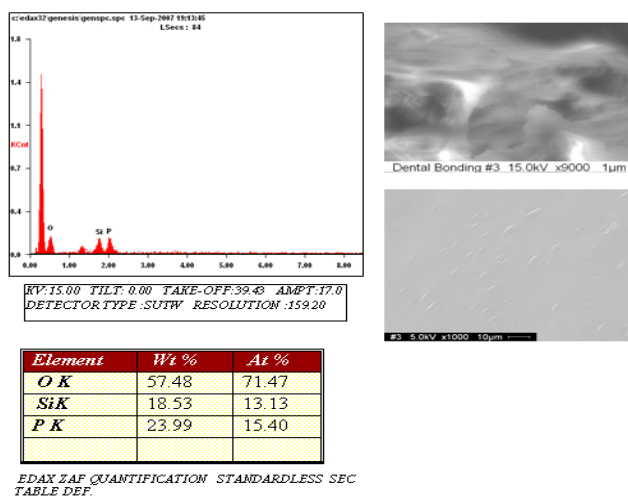 c:\edax32\genesis\genspc.spc 13-Sep-2007 19:13:45
LSecs : 84
1.8
1.4
1.1
KCnt
0.7
0.4
0.0
O
Si P
0.00 1.00 2.00 3.00 4.00 5.00 6.00 7.00 8.00
KV:15.00 TILT: 0.00 TAKE-OFF:39.43 AMPT:17.0
DETECTOR TYPE :SUTW RESOLUTION :159.20
Dental Bonding #3 15.0kV x9000 1µm
#3 5.0kV x1000 10µm
Element Wt % At %
O K 57.48 71.47
SiK 18.53 13.13
P K 23.99 15.40
EDAX ZAF QUANTIFICATION STANDARDLESS SEC
TABLE DEF.